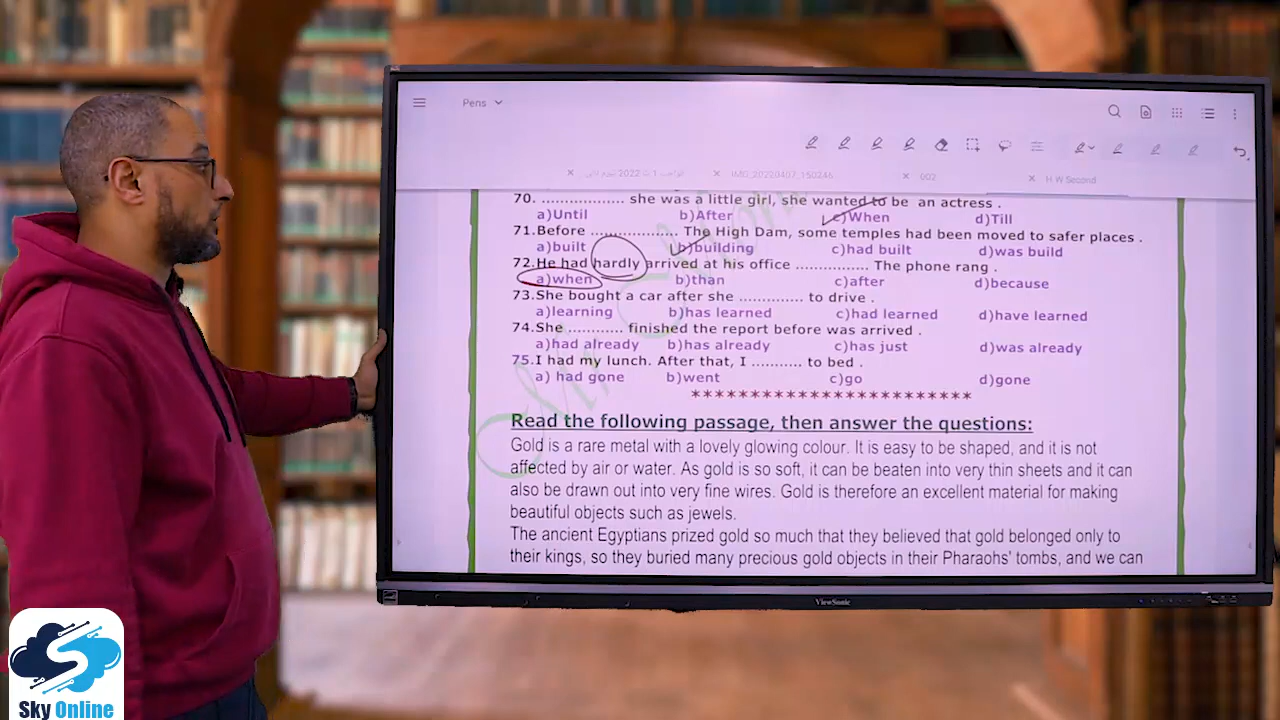 Pens
IMG_20220407_150246
002
H.W Second
70. ................. she was a little girl, she wanted to be an actress .
a)Until b)After c)When d)Till
71.Before .................. The High Dam, some temples had been moved to safer places .
a)built b)building c)had built d)was build
72.He had hardly arrived at his office ............... The phone rang .
a)when b)than c)after d)because
73.She bought a car after she ............. to drive .
a)learning b)has learned c)had learned d)have learned
74.She ........... finished the report before was arrived .
a)had already b)has already c)has just d)was already
75.I had my lunch. After that, I .......... to bed .
a) had gone b)went c)go d)gone
***********************
Read the following passage, then answer the questions:
Gold is a rare metal with a lovely glowing colour. It is easy to be shaped, and it is not
affected by air or water. As gold is so soft, it can be beaten into very thin sheets and it can
also be drawn out into very fine wires. Gold is therefore an excellent material for making
beautiful objects such as jewels.
The ancient Egyptians prized gold so much that they believed that gold belonged only to
their kings, so they buried many precious gold objects in their Pharaohs' tombs, and we can
ViewSonic
S
Sky Online